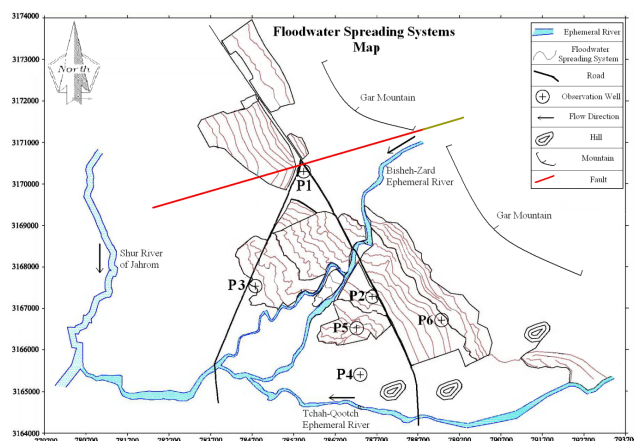 Floodwater Spreading Systems
Map
North
Ephemeral River
Floodwater
Spreading System
Road
Observation Well
Flow Direction
Hill
Mountain
Fault
Gar Mountain
Gar Mountain
Bisheh-Zard
Ephemeral River
Shur River
of Jahrom
P1
P3
P2
P6
P5
P4
Tchah-Qootch
Ephemeral River
3174000
3173000
3172000
3171000
3170000
3169000
3168000
3167000
3166000
3165000
3164000